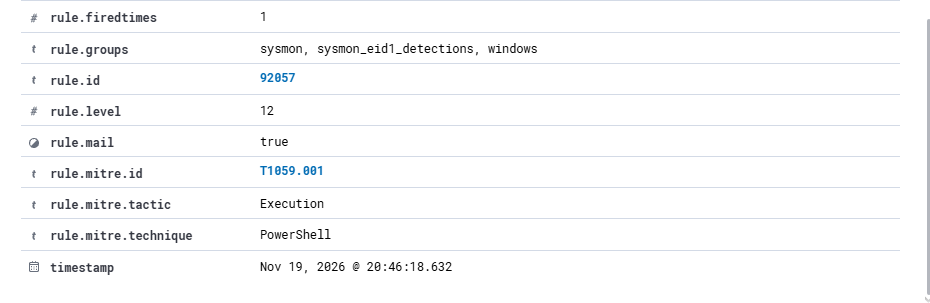 # rule.firedtimes 1
t rule.groups sysmon, sysmon_eid1_detections, windows
t rule.id 92057
# rule.level 12
rule.mail true
t rule.mitre.id T1059.001
t rule.mitre.tactic Execution
t rule.mitre.technique PowerShell
timestamp Nov 19, 2026 @ 20:46:18.632